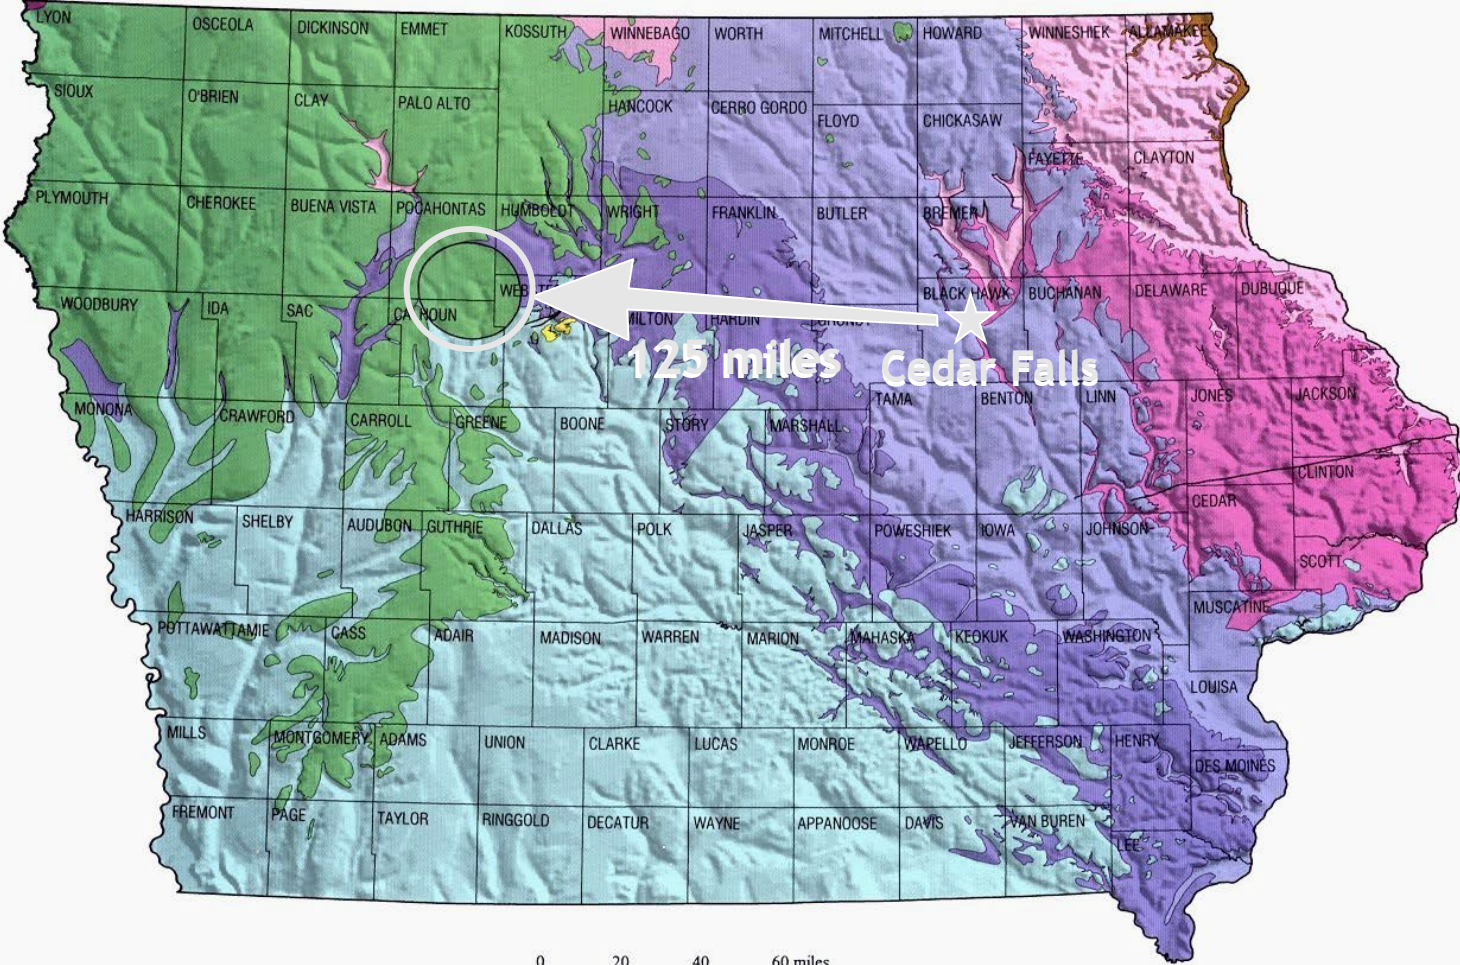 LYON
OSCEOLA
DICKINSON
EMMET
KOSSUTH
WINNEBAGO
WORTH
MITCHELL
HOWARD
WINNESHIEK
ALLAMAKEE
SIOUX
O'BRIEN
CLAY
PALO ALTO
HANCOCK
CERRO GORDO
FLOYD
CHICKASAW
FAYETTE
CLAYTON
PLYMOUTH
CHEROKEE
BUENA VISTA
POCAHONTAS
HUMBOLDT
WRIGHT
FRANKLIN
BUTLER
BREMER
WOODBURY
IDA
SAC
CALHOUN
MILTON
HARDIN
GRUNDY
BLACK HAWK
BUCHANAN
DELAWARE
DUBUQUE
125 miles
Cedar Falls
MONONA
CRAWFORD
CARROLL
GREENE
BOONE
STORY
MARSHALL
TAMA
BENTON
LINN
JONES
JACKSON
CLINTON
CEDAR
HARRISON
SHELBY
AUDUBON
GUTHRIE
DALLAS
POLK
JASPER
POWESHIEK
IOWA
JOHNSON
SCOTT
MUSCATINE
POTTAWATTAMIE
CASS
ADAIR
MADISON
WARREN
MARION
MAHASKA
KEOKUK
WASHINGTON
LOUISA
MILLS
MONTGOMERY
ADAMS
UNION
CLARKE
LUCAS
MONROE
WAPELLO
JEFFERSON
HENRY
DES MOINES
FREMONT
PAGE
TAYLOR
RINGGOLD
DECATUR
WAYNE
APPANOOSE
DAVIS
VAN BUREN
LEE
0 20 40 60 miles